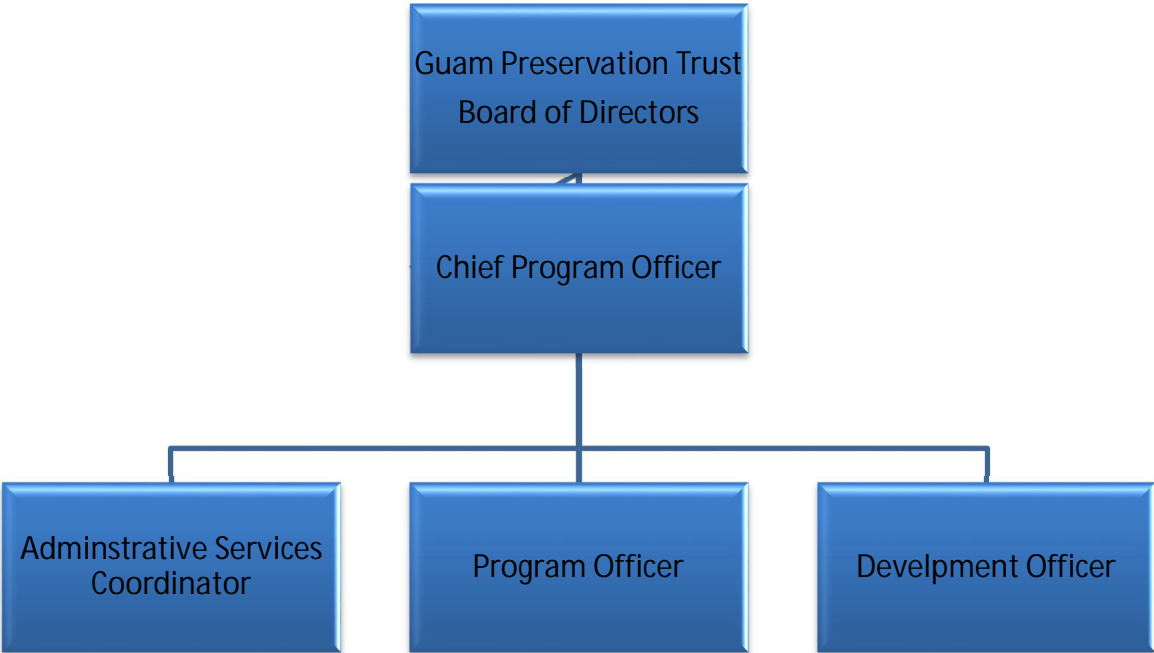 Guam Preservation Trust
Board of Directors
Chief Program Officer
Adminstrative Services
Coordinator
Program Officer
Develpment Officer